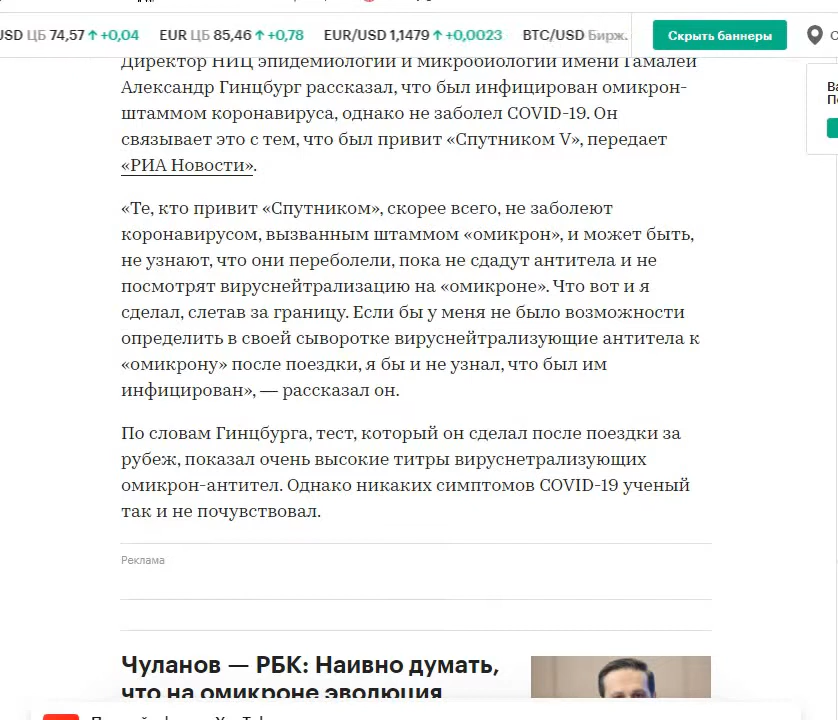 USD ЦБ 74,57 +0,04 EUR ЦБ 85,46 +0,78 EUR/USD 1,1479 +0,0023 BTC/USD Бирж. Скрыть баннеры
Директор НИЦ эпидемиологии и микробиологии имени Гамалеи
Александр Гинцбург рассказал, что был инфицирован омикрон-
штаммом коронавируса, однако не заболел COVID-19. Он
связывает это с тем, что был привит «Спутником V», передает
«РИА Новости».
«Те, кто привит «Спутником», скорее всего, не заболеют
коронавирусом, вызванным штаммом «омикрон», и может быть,
не узнают, что они переболели, пока не сдадут антитела и не
посмотрят вируснейтрализацию на «омикроне». Что вот и я
сделал, слетав за границу. Если бы у меня не было возможности
определить в своей сыворотке вируснейтрализующие антитела к
«омикрону» после поездки, я бы и не узнал, что был им
инфицирован», — рассказал он.
По словам Гинцбурга, тест, который он сделал после поездки за
рубеж, показал очень высокие титры вируснетрализующих
омикрон-антител. Однако никаких симптомов COVID-19 ученый
так и не почувствовал.
Реклама
Чуланов — РБК: Наивно думать,
что на омикроне эволюция